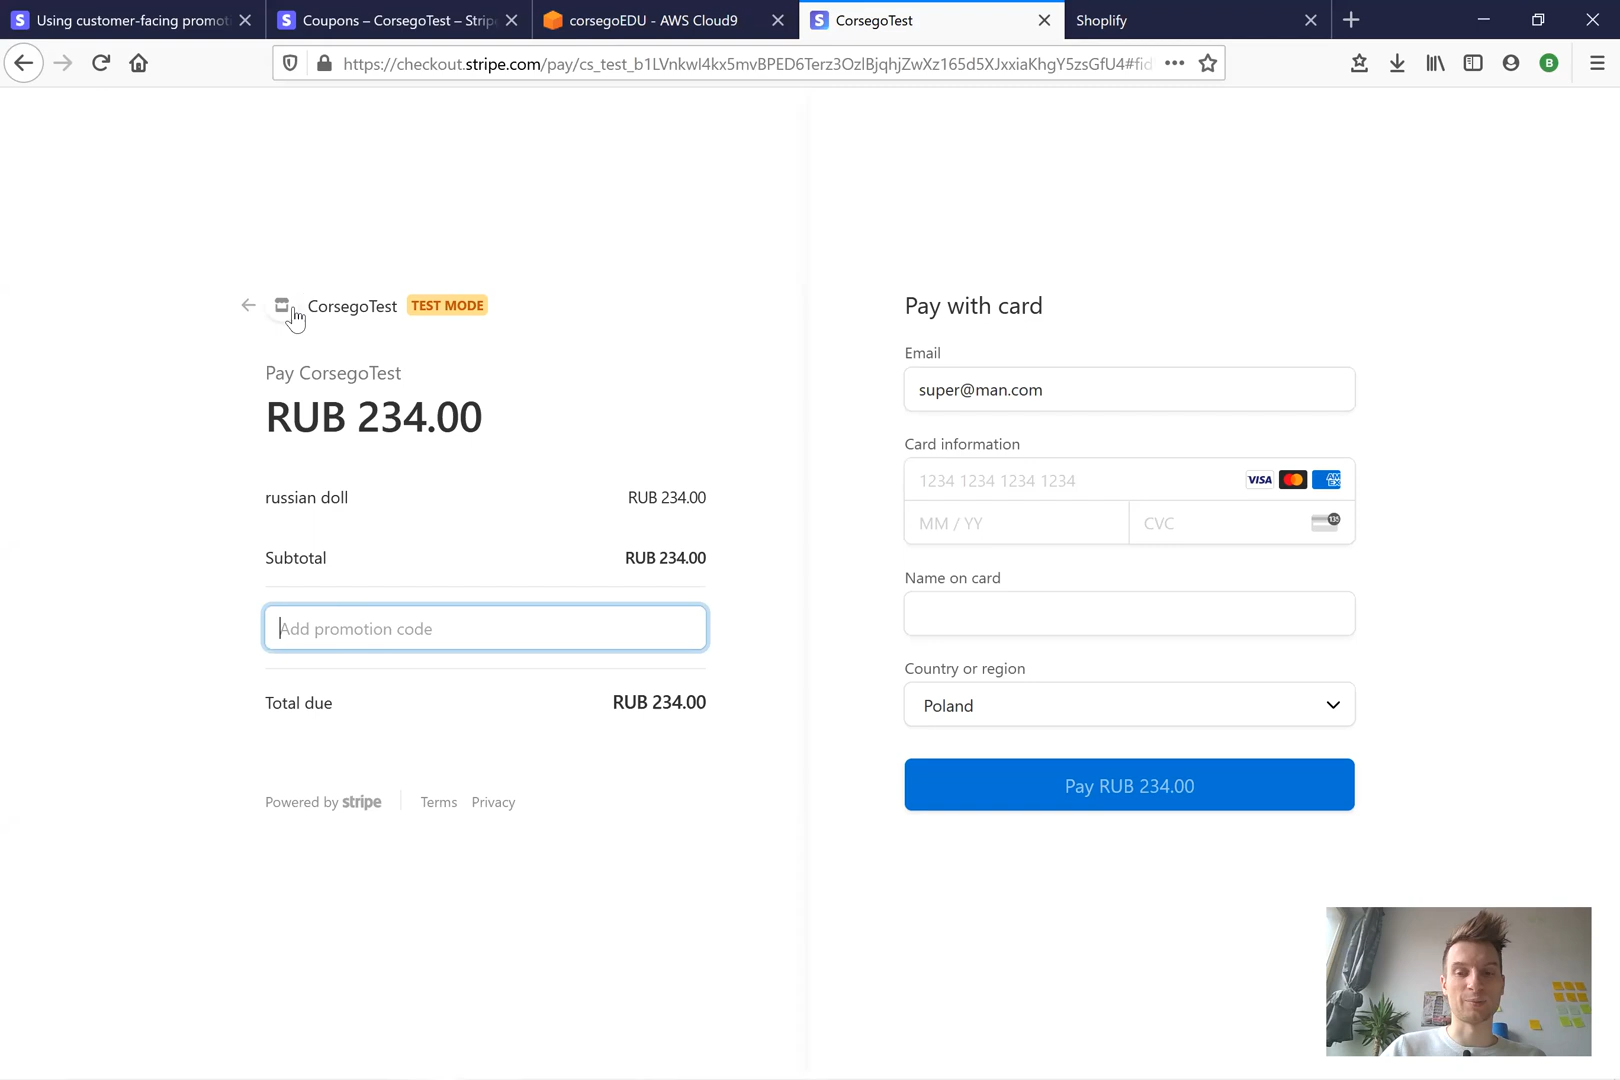 Using customer-facing promot
Coupons – CorsegoTest – Strip
corsegoEDU - AWS Cloud9
CorsegoTest
Shoplify
https://checkout.stripe.com/pay/cs_test_b1LVnkwl4kx5mvBPED6Terz3OzlBjqhjZwXz165d5XJxxiaKhgY5zsGfU4#fid
B
CorsegoTest TEST MODE
Pay CorsegoTest
RUB 234.00
russian doll RUB 234.00
Subtotal RUB 234.00
Add promotion code
Total due RUB 234.00
Powered by stripe Terms Privacy
Pay with card
Email
super@man.com
Card information
1234 1234 1234 1234 VISA AM EX
MM / YY CVC 135
Name on card
Country or region
Poland
Pay RUB 234.00